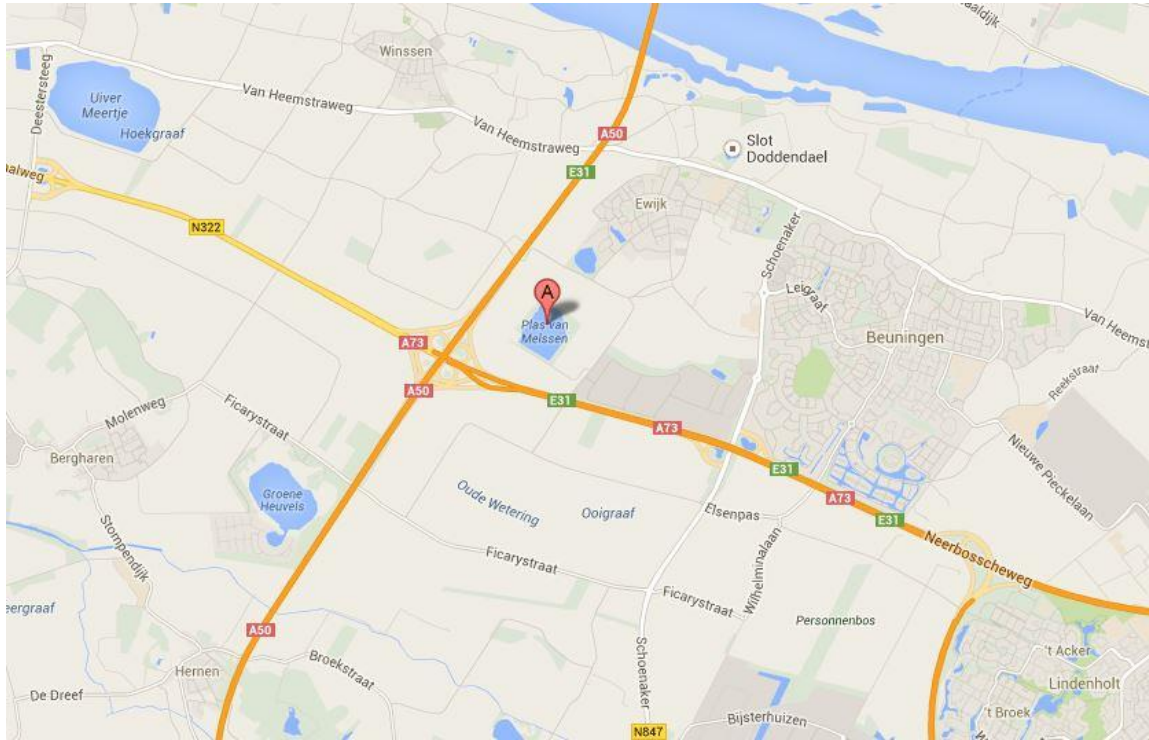 Winssen
Uiver
Meertje
Hoekgraaf
Deestersteeg
Van Heemstraweg
Van Heemstraweg
A50
E31
Slot
Doddendael
N322
Ewijk
Schoenaker
Leigraaf
Beuningen
Van Heemst
Reekstraat
Nieuwe Pieckelaan
A
Plas van
Meissen
A73
A50
E31
A73
E31
A73
E31
Neerbosscheweg
Molenweg
Ficarystraat
Bergharen
Groene
Heuvels
Oude Wetering
Ooigraaf
Elsenpas
Wilhelminalaan
Stompendijk
Ficarystraat
Ficarystraat
Personnenbos
eergraaf
A50
Hernen
Broekstraat
De Dreef
Schoenaker
N847
Bijsterhuizen
't Acker
Lindenholt
't Broek